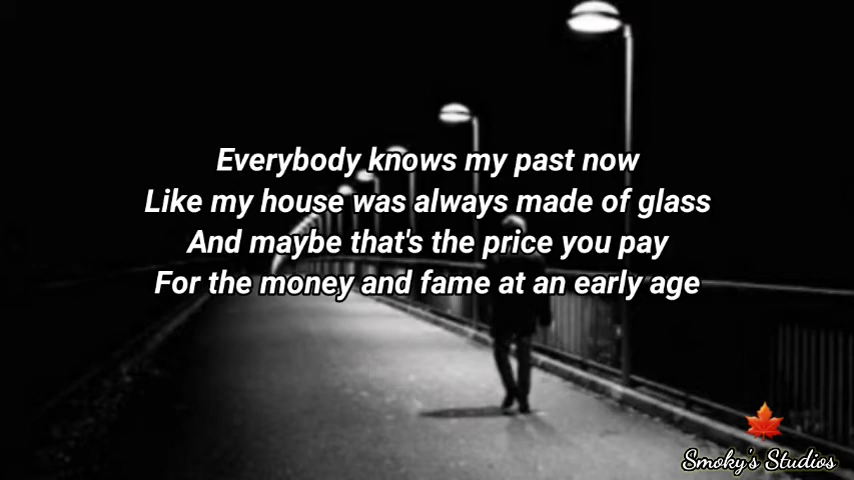 Everybody knows my past now
Like my house was always made of glass
And maybe that's the price you pay
For the money and fame at an early age
Smoky's Studios